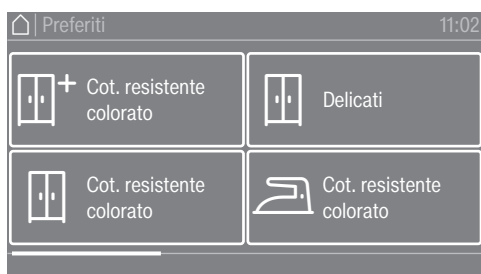 Preferiti
11:02
Cot. resistente
colorato
Delicati
Cot. resistente
colorato
Cot. resistente
colorato